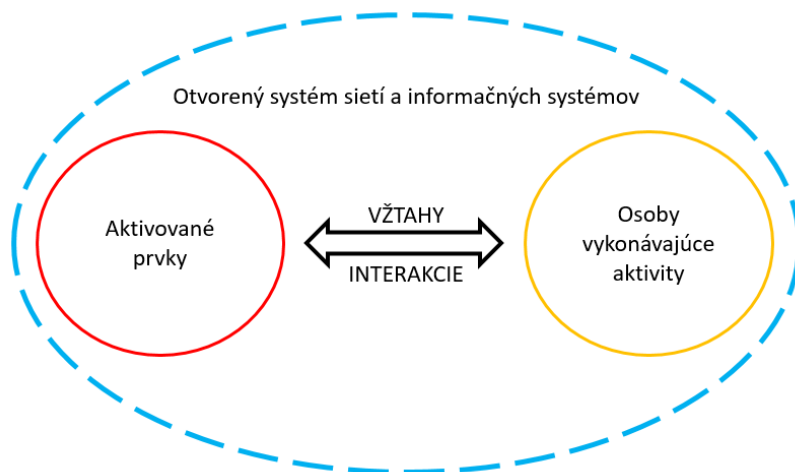 Otvorený systém sietí a informačných systémov
Aktivované
prvky
VŽTAHY
INTERAKCIE
Osoby
vykonávajúce
aktivity